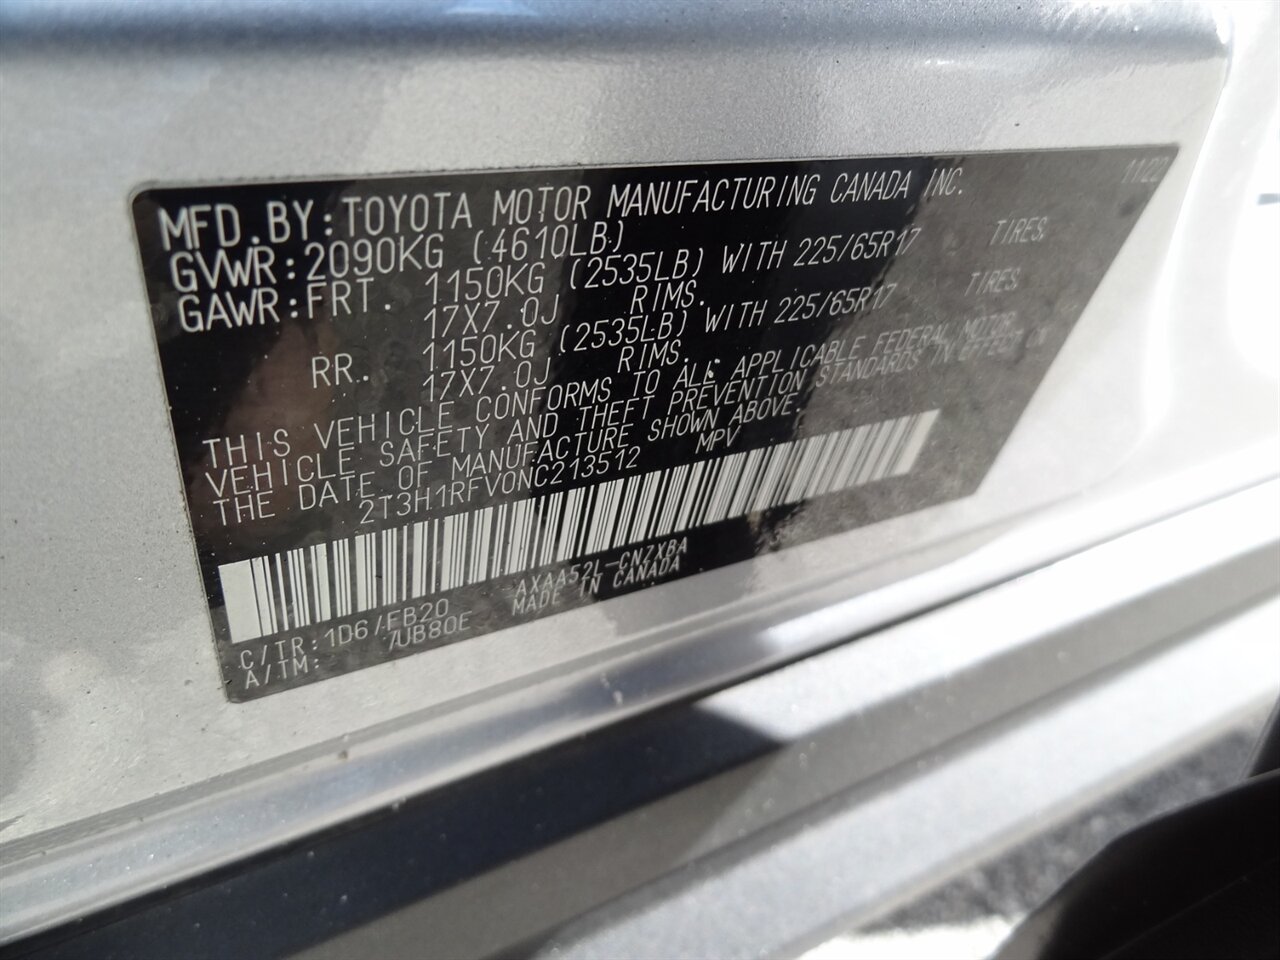 11/22
MFD.BY:TOYOTA MOTOR MANUFACTURING CANADA INC.
GVWR:2090KG (4610LB)
GAWR:FRT. 1150KG (2535LB) WITH 225/65R17 TIRES,
17X7.0J RIMS.
RR. 1150KG (2535LB) WITH 225/65R17 TIRES,
17X7.0J RIMS.
THIS VEHICLE CONFORMS TO ALL APPLICABLE FEDERAL MOTOR
VEHICLE SAFETY AND THEFT PREVENTION STANDARDS IN EFFECT ON
THE DATE OF MANUFACTURE SHOWN ABOVE.
2T3H1RFV0NC213512 MPV
C/TR:1D6/FB20 AXAA52L-CNZXBA
A/TM: /UB80E MADE IN CANADA